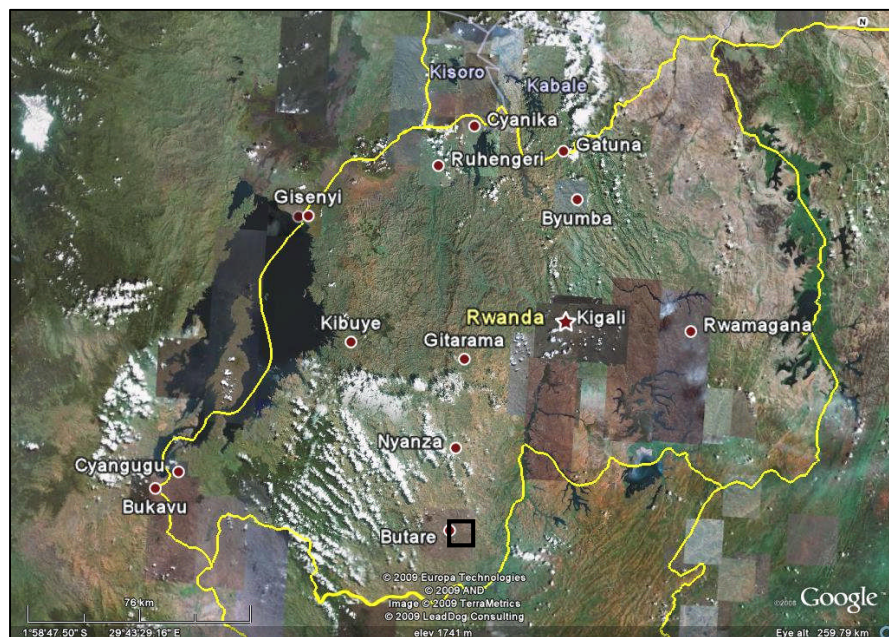 N
Kisoro
Kabale
Cyanika
Gatuna
Ruhengeri
Gisenyi
Byumba
Rwanda
Kigali
Kibuye
Rwamagana
Gitarama
Nyanza
Cyangugu
Bukavu
Butare
© 2009 Europa Technologies
© 2009 AND
Image © 2009 TerraMetrics
© 2009 LeadDog Consulting
76 km
©2008 Google
1°58'47.50" S 29°43'29.16" E elev 1741 m Eye alt 259.79 km